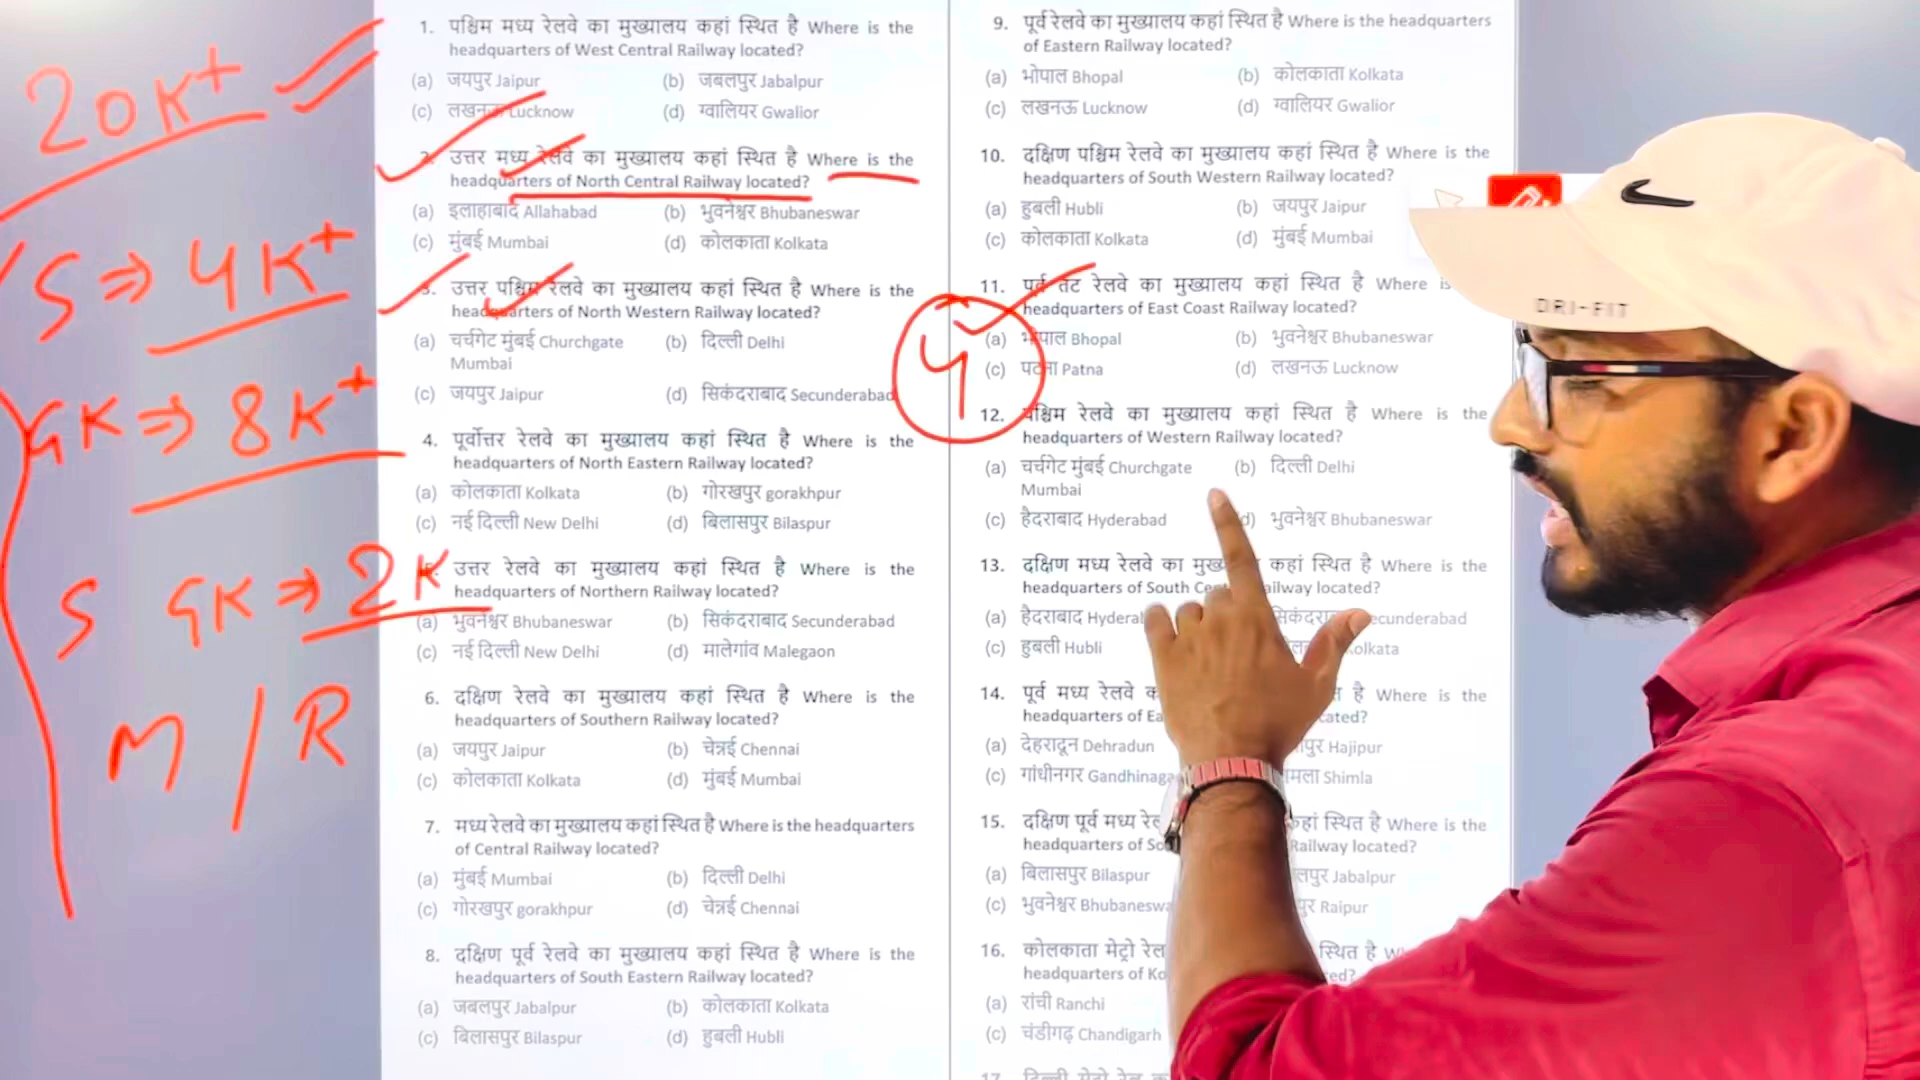 20K+
S ⇒ 4K+
GK ⇒ 8K+
S GK ⇒ 2K
M / R
1. पश्चिम मध्य रेलवे का मुख्यालय कहां स्थित है Where is the
headquarters of West Central Railway located?
(a) जयपुर Jaipur (b) जबलपुर Jabalpur
(c) लखनऊ Lucknow (d) ग्वालियर Gwalior
2. उत्तर मध्य रेलवे का मुख्यालय कहां स्थित है Where is the
headquarters of North Central Railway located?
(a) इलाहाबाद Allahabad (b) भुवनेश्वर Bhubaneswar
(c) मुंबई Mumbai (d) कोलकाता Kolkata
3. उत्तर पश्चिम रेलवे का मुख्यालय कहां स्थित है Where is the
headquarters of North Western Railway located?
(a) चर्चगेट मुंबई Churchgate (b) दिल्ली Delhi
Mumbai
(c) जयपुर Jaipur (d) सिकंदराबाद Secunderabad
4. पूर्वोत्तर रेलवे का मुख्यालय कहां स्थित है Where is the
headquarters of North Eastern Railway located?
(a) कोलकाता Kolkata (b) गोरखपुर gorakhpur
(c) नई दिल्ली New Delhi (d) बिलासपुर Bilaspur
5. उत्तर रेलवे का मुख्यालय कहां स्थित है Where is the
headquarters of Northern Railway located?
(a) भुवनेश्वर Bhubaneswar (b) सिकंदराबाद Secunderabad
(c) नई दिल्ली New Delhi (d) मालेगांव Malegaon
6. दक्षिण रेलवे का मुख्यालय कहां स्थित है Where is the
headquarters of Southern Railway located?
(a) जयपुर Jaipur (b) चेन्नई Chennai
(c) कोलकाता Kolkata (d) मुंबई Mumbai
7. मध्य रेलवे का मुख्यालय कहां स्थित है Where is the headquarters
of Central Railway located?
(a) मुंबई Mumbai (b) दिल्ली Delhi
(c) गोरखपुर gorakhpur (d) चेन्नई Chennai
8. दक्षिण पूर्व रेलवे का मुख्यालय कहां स्थित है Where is the
headquarters of South Eastern Railway located?
(a) जबलपुर Jabalpur (b) कोलकाता Kolkata
(c) बिलासपुर Bilaspur (d) हुबली Hubli
9. पूर्व रेलवे का मुख्यालय कहां स्थित है Where is the headquarters
of Eastern Railway located?
(a) भोपाल Bhopal (b) कोलकाता Kolkata
(c) लखनऊ Lucknow (d) ग्वालियर Gwalior
10. दक्षिण पश्चिम रेलवे का मुख्यालय कहां स्थित है Where is the
headquarters of South Western Railway located?
(a) हुबली Hubli (b) जयपुर Jaipur
(c) कोलकाता Kolkata (d) मुंबई Mumbai
11. पूर्व तट रेलवे का मुख्यालय कहां स्थित है Where is
headquarters of East Coast Railway located?
(a) भोपाल Bhopal (b) भुवनेश्वर Bhubaneswar
(c) पटना Patna (d) लखनऊ Lucknow
12. पश्चिम रेलवे का मुख्यालय कहां स्थित है Where is the
headquarters of Western Railway located?
(a) चर्चगेट मुंबई Churchgate (b) दिल्ली Delhi
Mumbai
(c) हैदराबाद Hyderabad (d) भुवनेश्वर Bhubaneswar
13. दक्षिण मध्य रेलवे का कहां स्थित है Where is the
headquarters of South located?
(a) हैदराबाद
(c) हुबली Hubli
14. पूर्व मध्य रेलवे है Where is the
headquarters of
(a) देहरादून Dehradun Hajipur
(c) गांधीनगर Shimla
15. दक्षिण पूर्व मध्य स्थित है Where is the
headquarters of Railway located?
(a) बिलासपुर Bilaspur Jabalpur
(c) भुवनेश्वर Raipur
16. कोलकाता मेट्रो स्थित है
headquarters of
(a) रांची Ranchi
(c) चंडीगढ़ Chandigarh
17. दिल्ली मेट्रो रेल
DRI-FIT